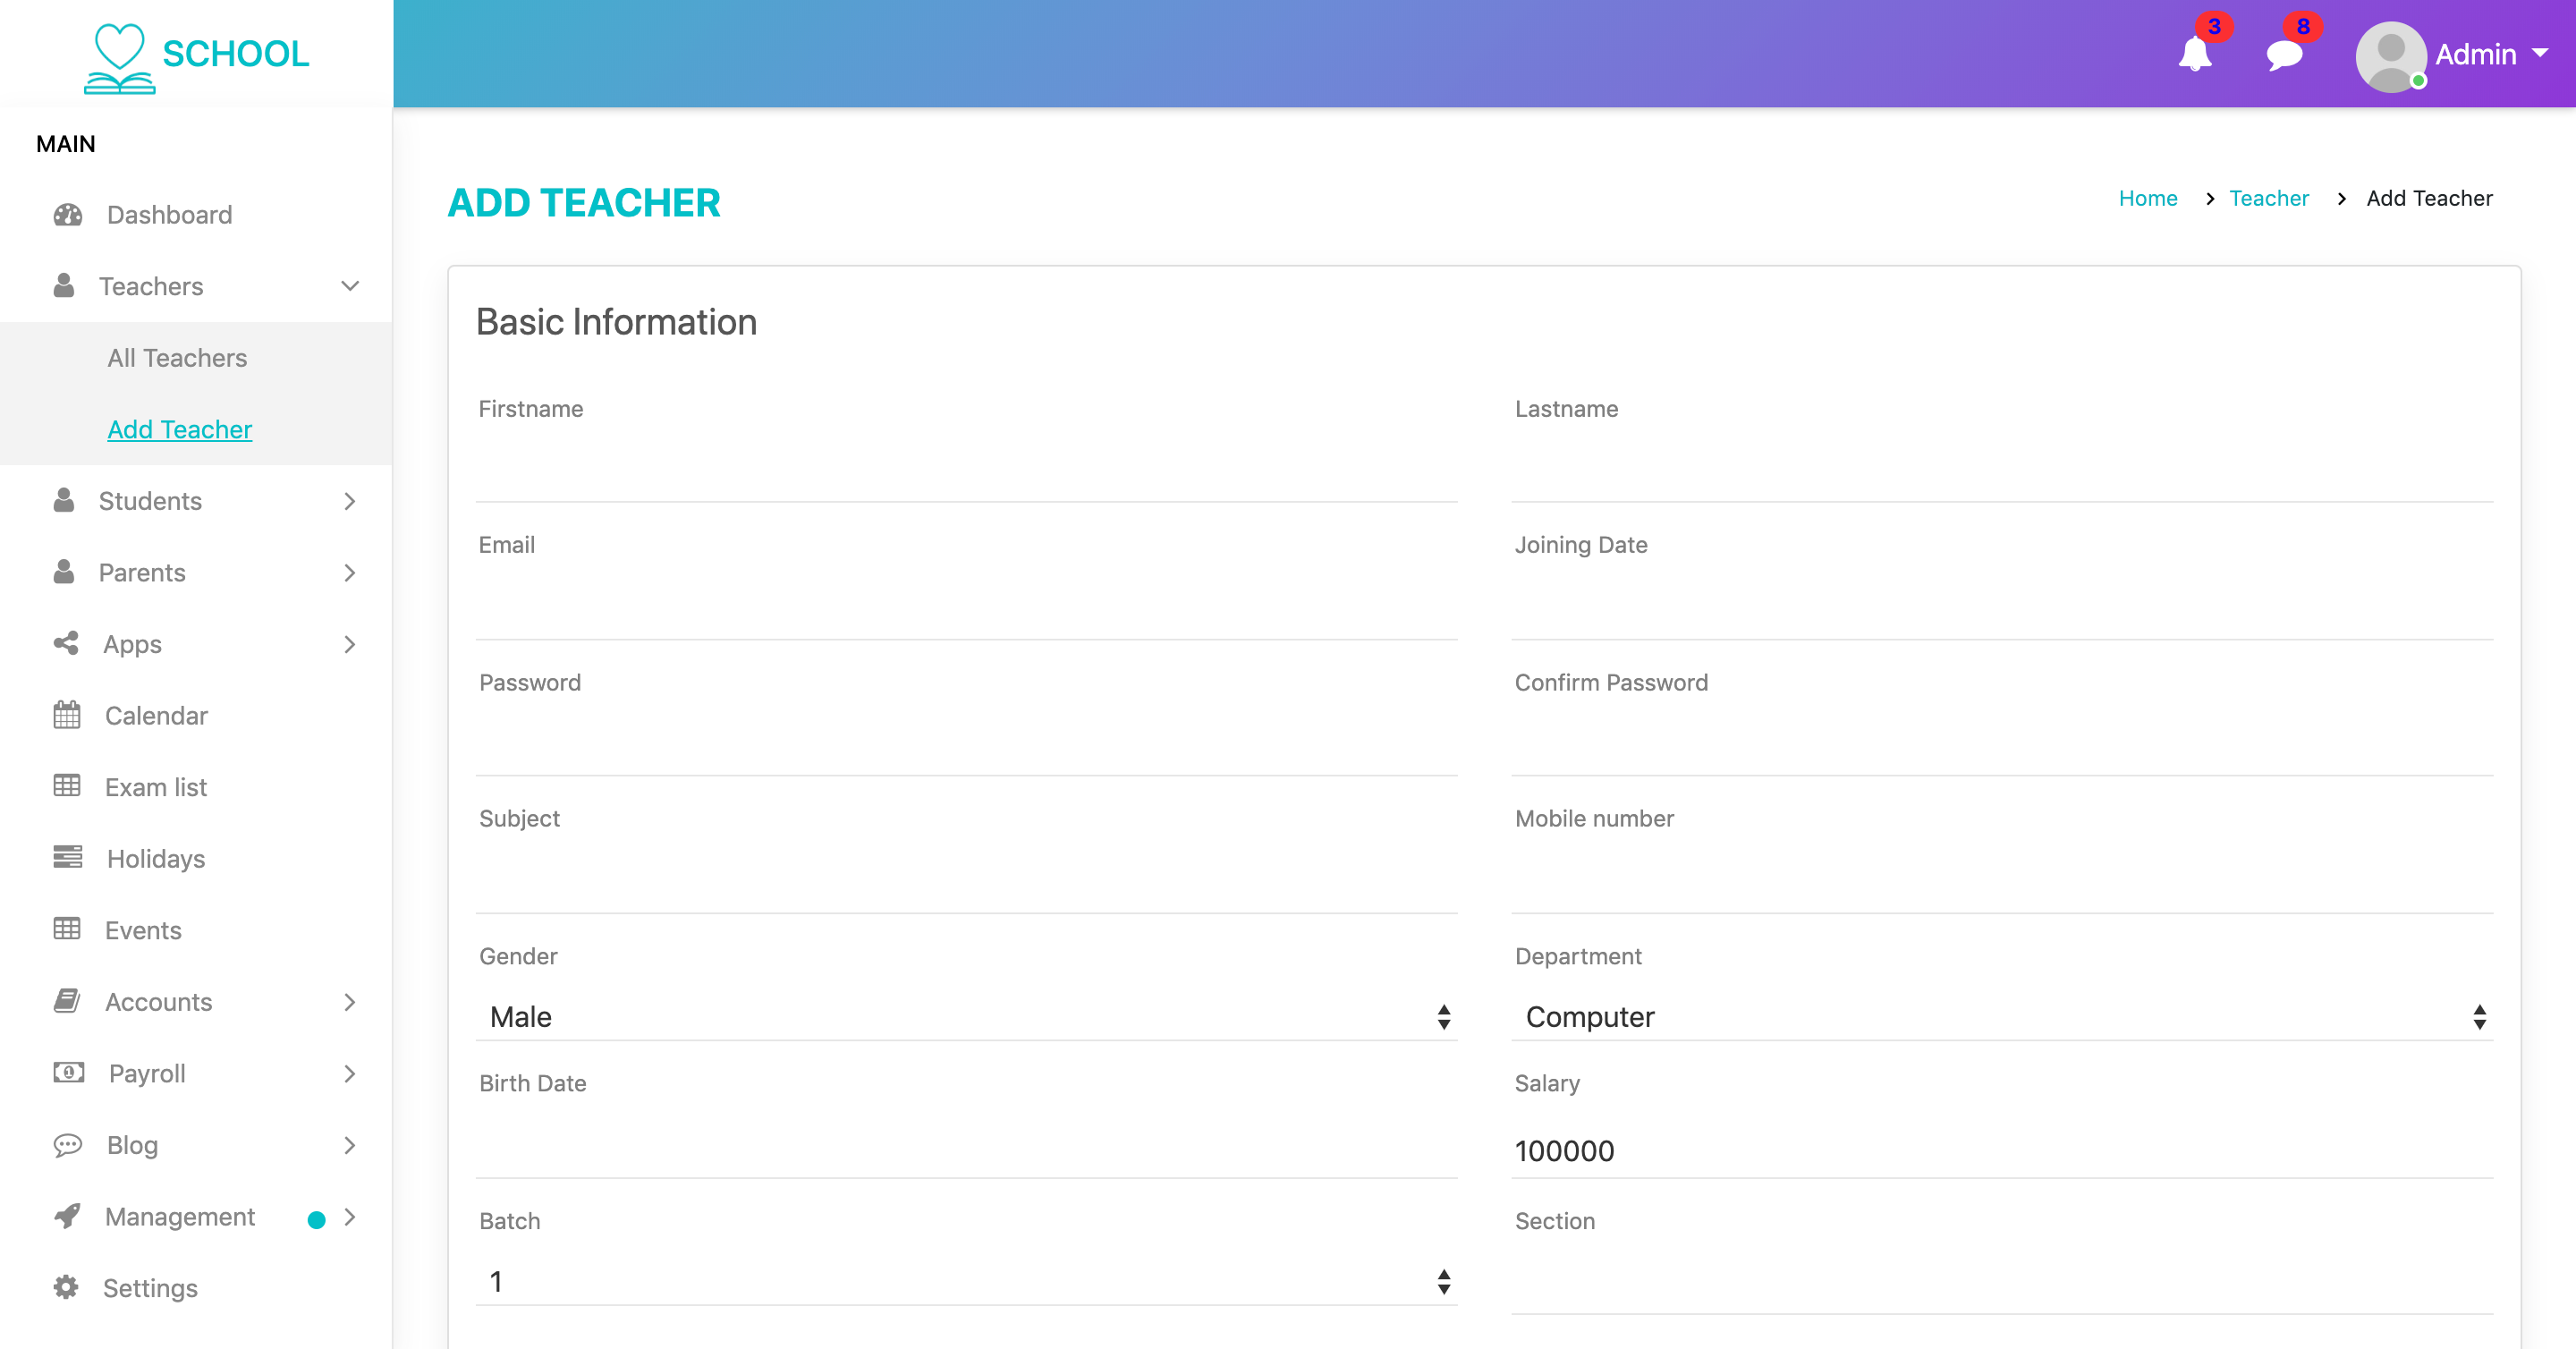 SCHOOL
3
8
Admin
MAIN
Dashboard
Teachers
All Teachers
Add Teacher
Students
Parents
Apps
Calendar
Exam list
Holidays
Events
Accounts
Payroll
Blog
Management
Settings
ADD TEACHER
Home > Teacher > Add Teacher
Basic Information
Firstname
Lastname
Email
Joining Date
Password
Confirm Password
Subject
Mobile number
Gender
Department
Male
Computer
Birth Date
Salary
100000
Batch
Section
1